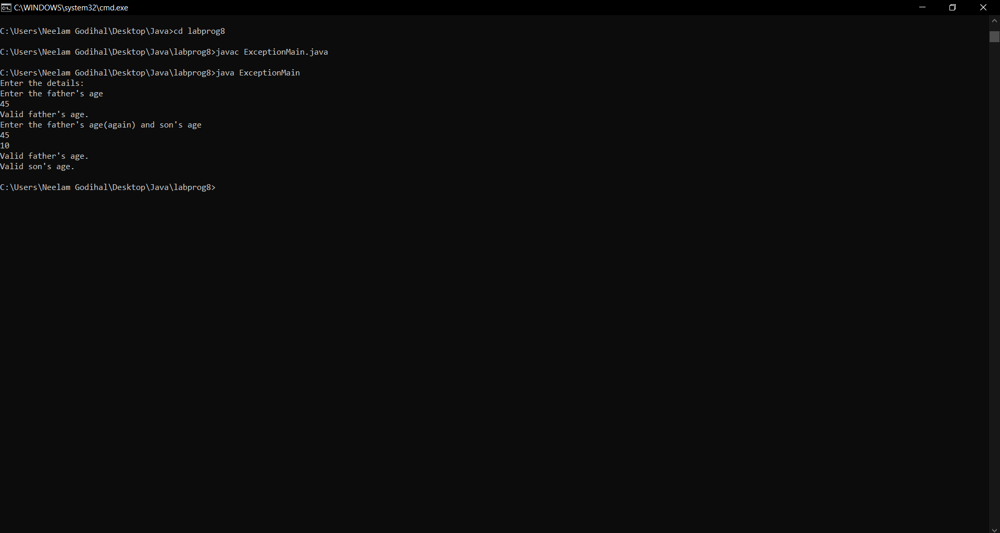 C:\WINDOWS\system32\cmd.exe
C:\Users\Neelam Godihal\Desktop\Java>cd labprog8
C:\Users\Neelam Godihal\Desktop\Java\labprog8>javac ExceptionMain.java
C:\Users\Neelam Godihal\Desktop\Java\labprog8>java ExceptionMain
Enter the details:
Enter the father's age
45
Valid father's age.
Enter the father's age(again) and son's age
45
10
Valid father's age.
Valid son's age.
C:\Users\Neelam Godihal\Desktop\Java\labprog8>